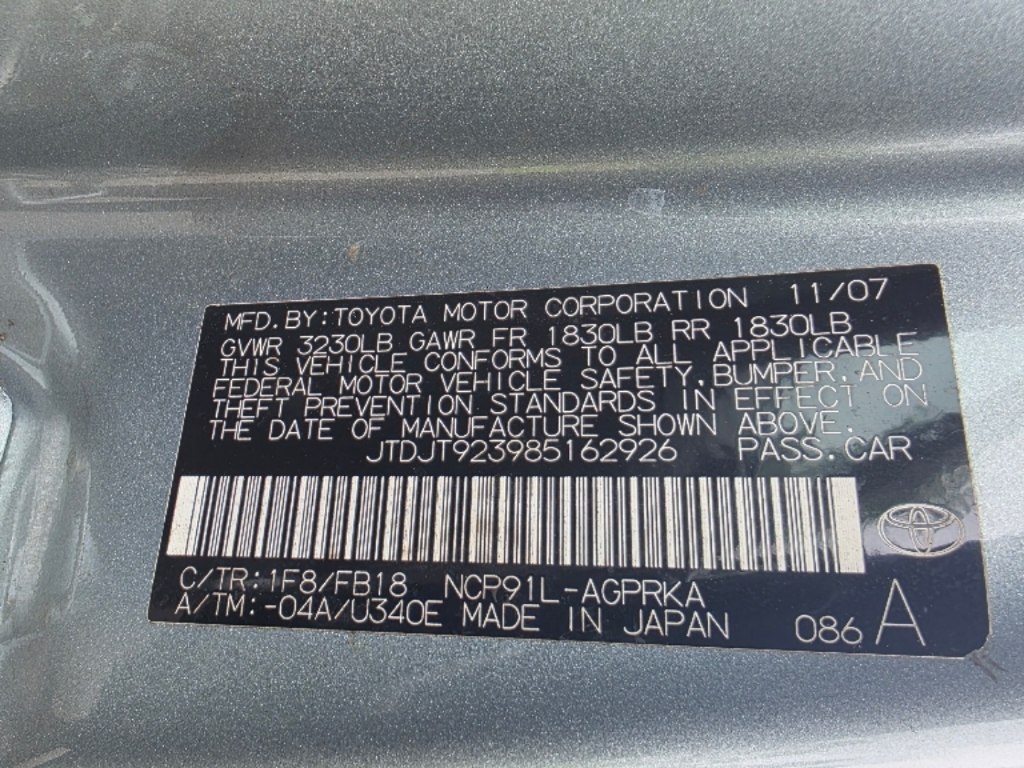 MFD.BY:TOYOTA MOTOR CORPORATION 11/07
GVWR 3230LB GAWR FR 1830LB RR 1830LB
THIS VEHICLE CONFORMS TO ALL APPLICABLE
FEDERAL MOTOR VEHICLE SAFETY,BUMPER,AND
THEFT PREVENTION STANDARDS IN EFFECT ON
THE DATE OF MANUFACTURE SHOWN ABOVE.
JTDJT923985162926 PASS.CAR
C/TR:1F8/FB18 NCP91L-AGPRKA
A/TM:-04A/U340E MADE IN JAPAN 086 A